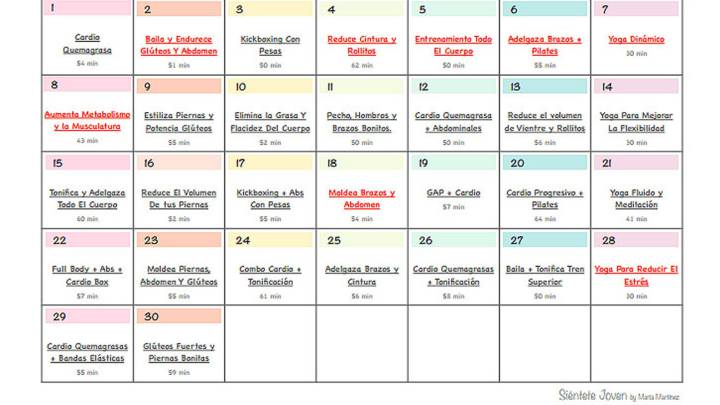 1 2 3 4 5 6 7
Cardio Quemagrasa
54 min
Baila y Endurece Glúteos Y Abdomen
51 min
Kickboxing Con Pesas
50 min
Reduce Cintura y Rollitos
62 min
Entrenamiento Todo El Cuerpo
50 min
Adelgaza Brazos + Pilates
55 min
Yoga Dinámico
30 min
8 9 10 11 12 13 14
Aumenta Metabolismo y la Musculatura
43 min
Estiliza Piernas y Potencia Glúteos
55 min
Elimina la Grasa Y Flacidez Del Cuerpo
52 min
Pecho, Hombros y Brazos Bonitos.
50 min
Cardio Quemagrasa + Abdominales
50 min
Reduce el volumen de Vientre y Rollitos
56 min
Yoga Para Mejorar La Flexibilidad
30 min
15 16 17 18 19 20 21
Tonifica y Adelgaza Todo El Cuerpo
60 min
Reduce El Volumen De tus Piernas
52 min
Kickboxing + Abs Con Pesas
55 min
Moldea Brazos y Abdomen
54 min
GAP + Cardio
57 min
Cardio Progresivo + Pilates
64 min
Yoga Fluido y Meditación
41 min
22 23 24 25 26 27 28
Full Body + Abs + Cardio Box
57 min
Moldea Piernas, Abdomen Y Glúteos
55 min
Combo Cardio + Tonificación
61 min
Adelgaza Brazos y Cintura
56 min
Cardio Quemagrasas + Tonificación
58 min
Baila + Tonifica Tren Superior
50 min
Yoga Para Reducir El Estrés
30 min
29 30
Cardio Quemagrasas + Bandas Elásticas
55 min
Glúteos Fuertes y Piernas Bonitas
59 min
Siéntete Joven by Marta Martínez